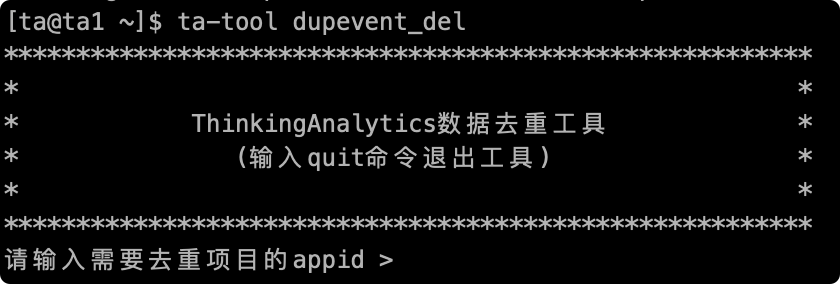 [ta@ta1 ~]$ ta-tool dupevent_del
********************************************************
*                                                      *
*            ThinkingAnalytics数据去重工具             *
*               (输入quit命令退出工具)                 *
*                                                      *
********************************************************
请输入需要去重项目的appid >